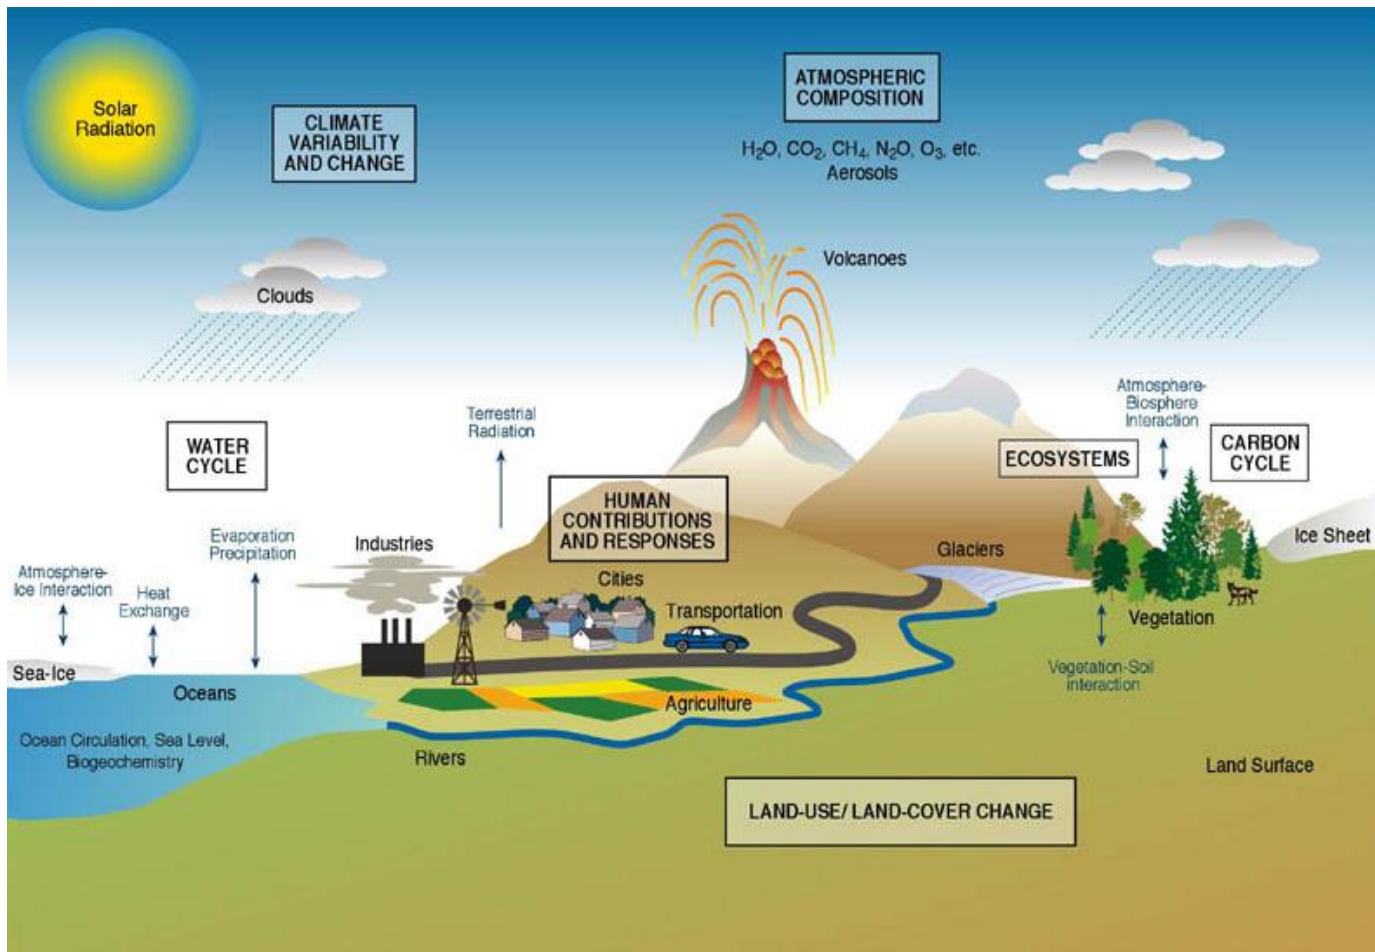 Solar
Radiation
CLIMATE
VARIABILITY
AND CHANGE
ATMOSPHERIC
COMPOSITION
H₂O, CO₂, CH₄, N₂O, O₃, etc.
Aerosols
Volcanoes
Clouds
Atmosphere-
Biosphere
Interaction
Terrestrial
Radiation
WATER
CYCLE
ECOSYSTEMS
CARBON
CYCLE
HUMAN
CONTRIBUTIONS
AND RESPONSES
Evaporation
Precipitation
Industries
Glaciers
Ice Sheet
Atmosphere-
Ice Interaction
Heat
Exchange
Cities
Transportation
Vegetation
Sea-Ice
Oceans
Vegetation-Soil
Interaction
Agriculture
Ocean Circulation, Sea Level,
Biogeochemistry
Rivers
Land Surface
LAND-USE/ LAND-COVER CHANGE